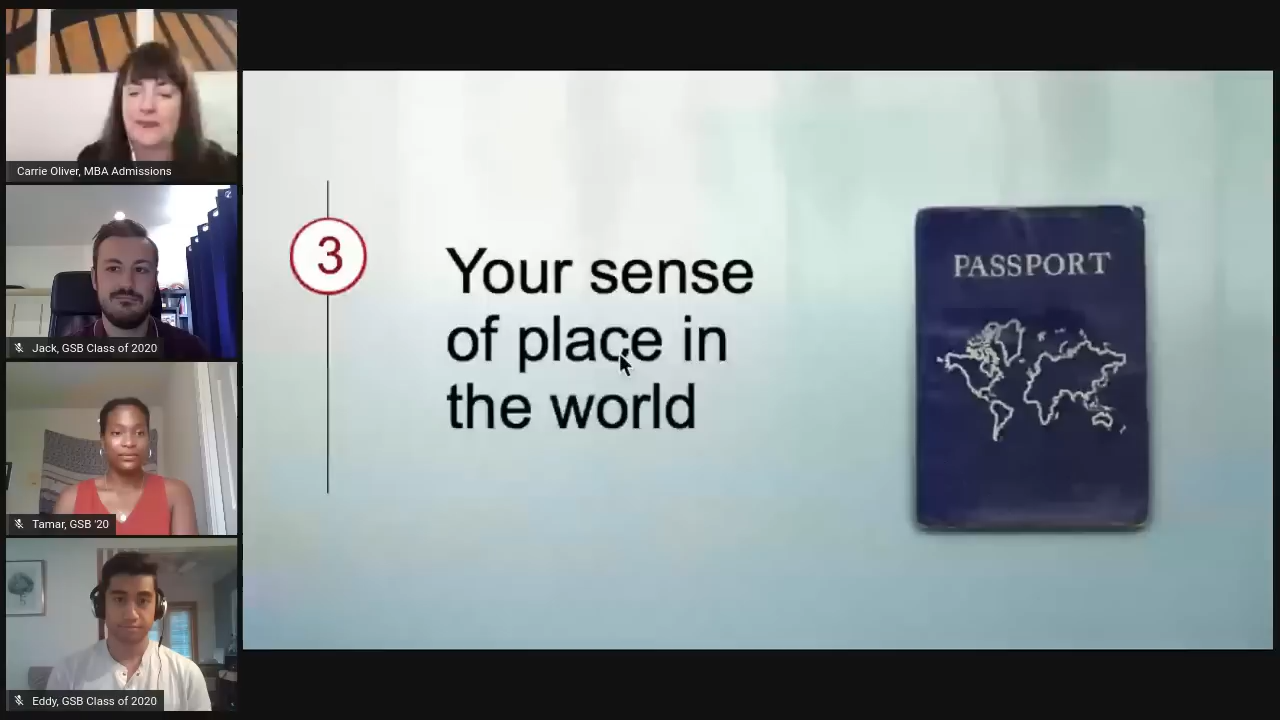 Carrie Oliver, MBA Admissions
Jack, GSB Class of 2020
Tamar, GSB '20
Eddy, GSB Class of 2020
3
Your sense
of place in
the world
PASSPORT